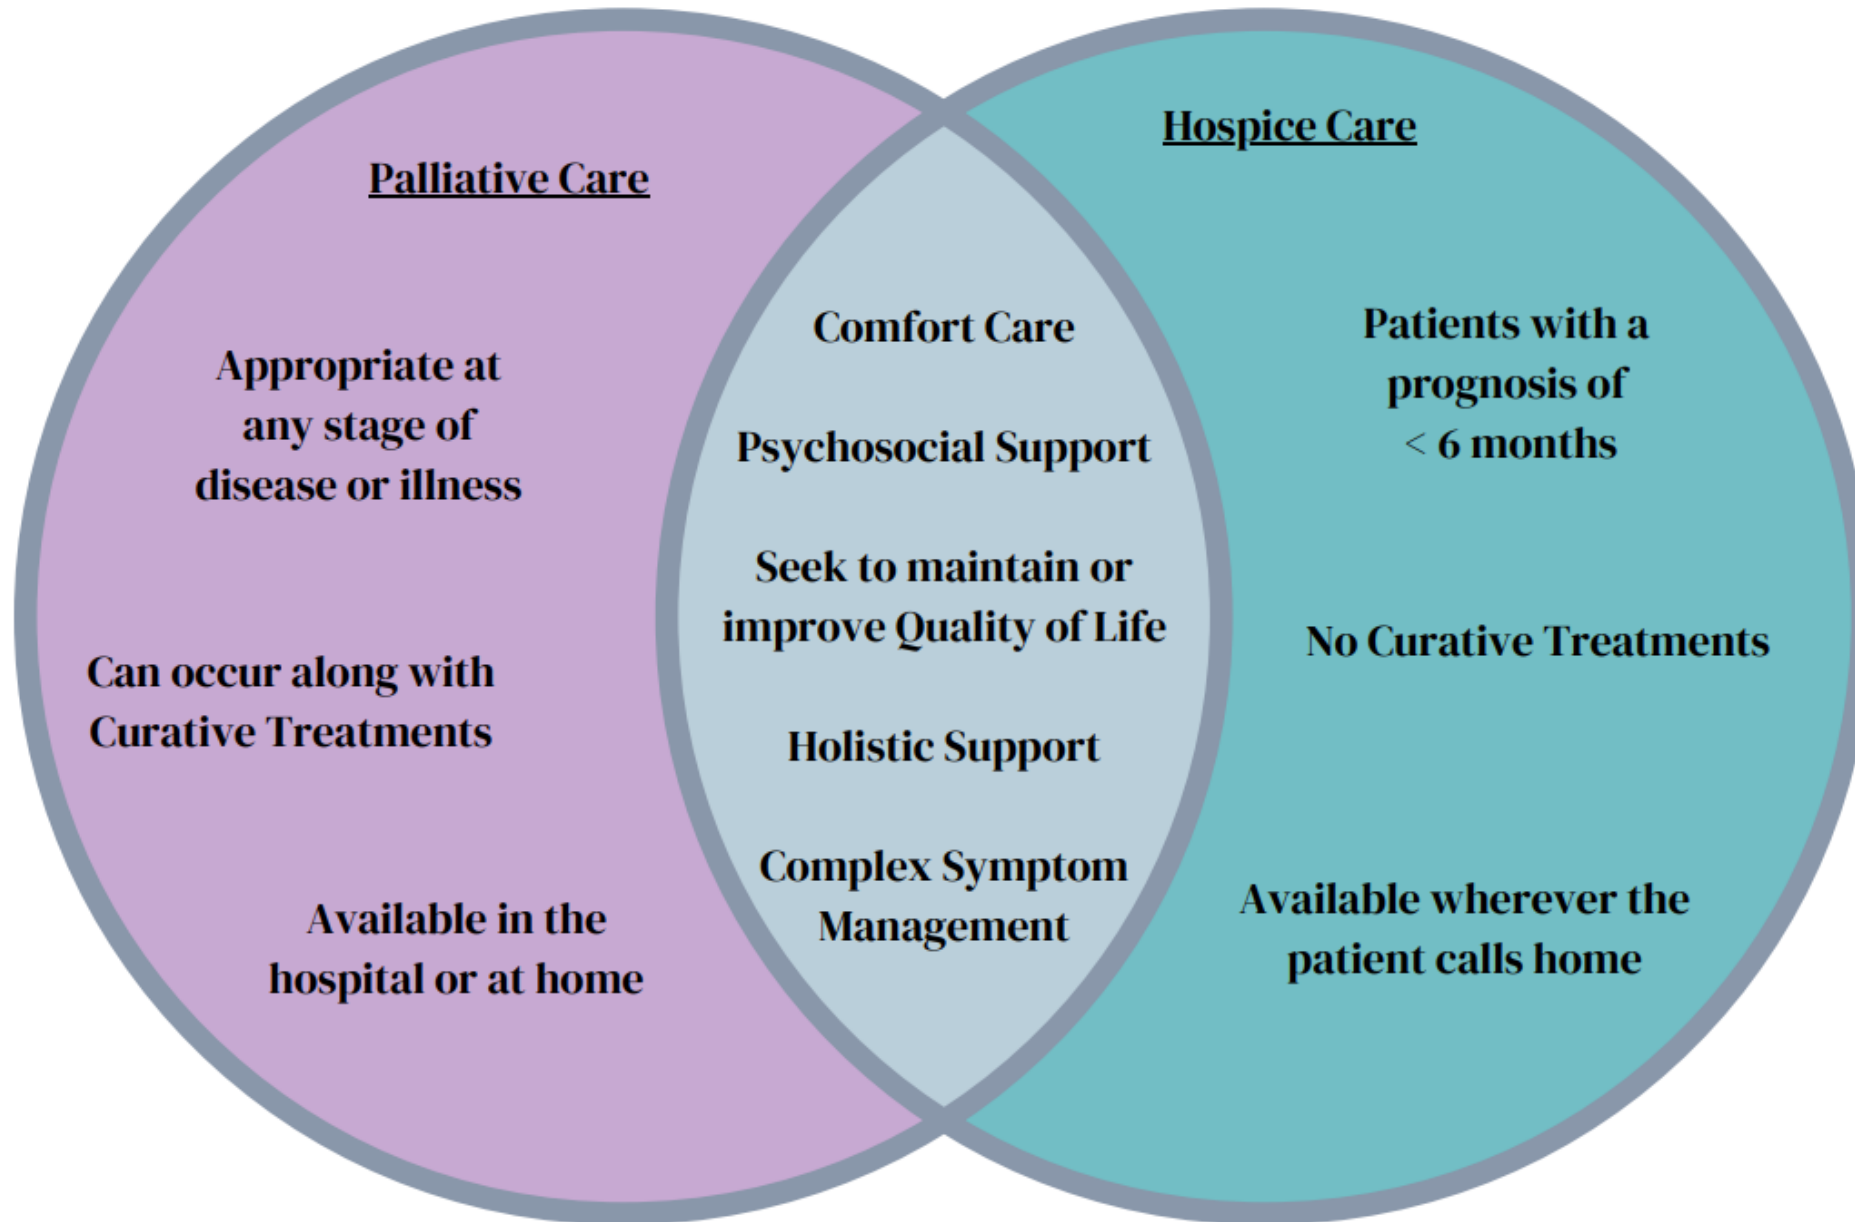 Palliative Care
Appropriate at
any stage of
disease or illness
Can occur along with
Curative Treatments
Available in the
hospital or at home
Comfort Care
Psychosocial Support
Seek to maintain or
improve Quality of Life
Holistic Support
Complex Symptom
Management
Hospice Care
Patients with a
prognosis of
< 6 months
No Curative Treatments
Available wherever the
patient calls home